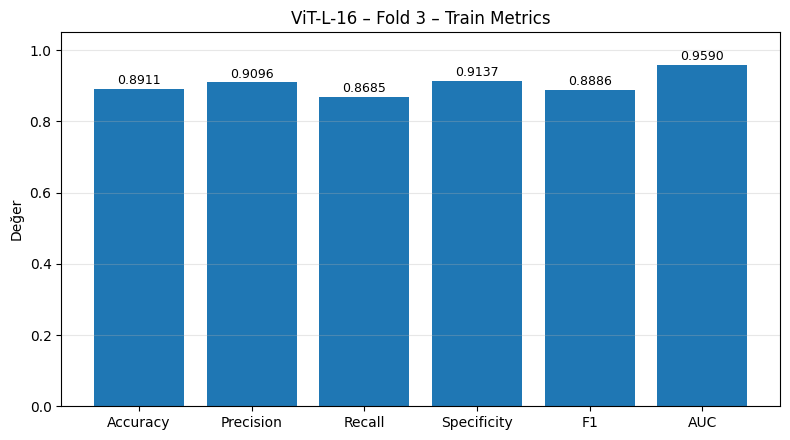 ViT-L-16 – Fold 3 – Train Metrics
Değer
1.0
0.8
0.6
0.4
0.2
0.0
0.8911
0.9096
0.8685
0.9137
0.8886
0.9590
Accuracy
Precision
Recall
Specificity
F1
AUC